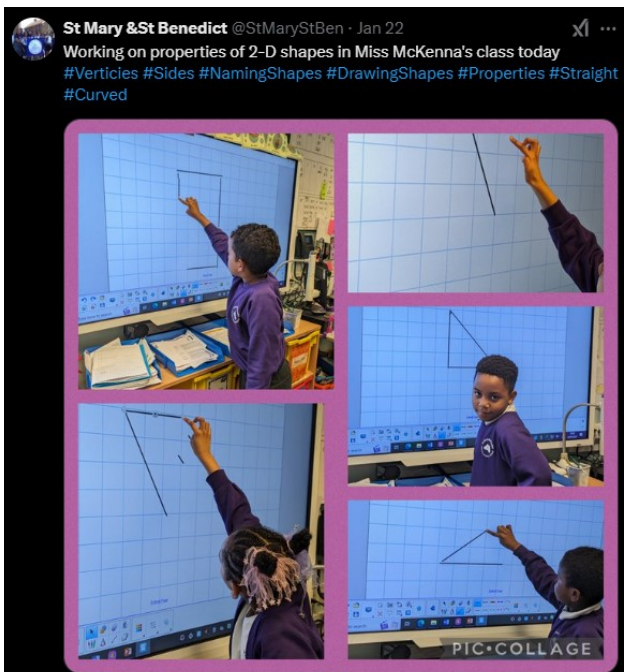 St Mary &St Benedict @StMaryStBen · Jan 22
Working on properties of 2-D shapes in Miss McKenna's class today
#Verticies #Sides #NamingShapes #DrawingShapes #Properties #Straight
#Curved
PIC•COLLAGE